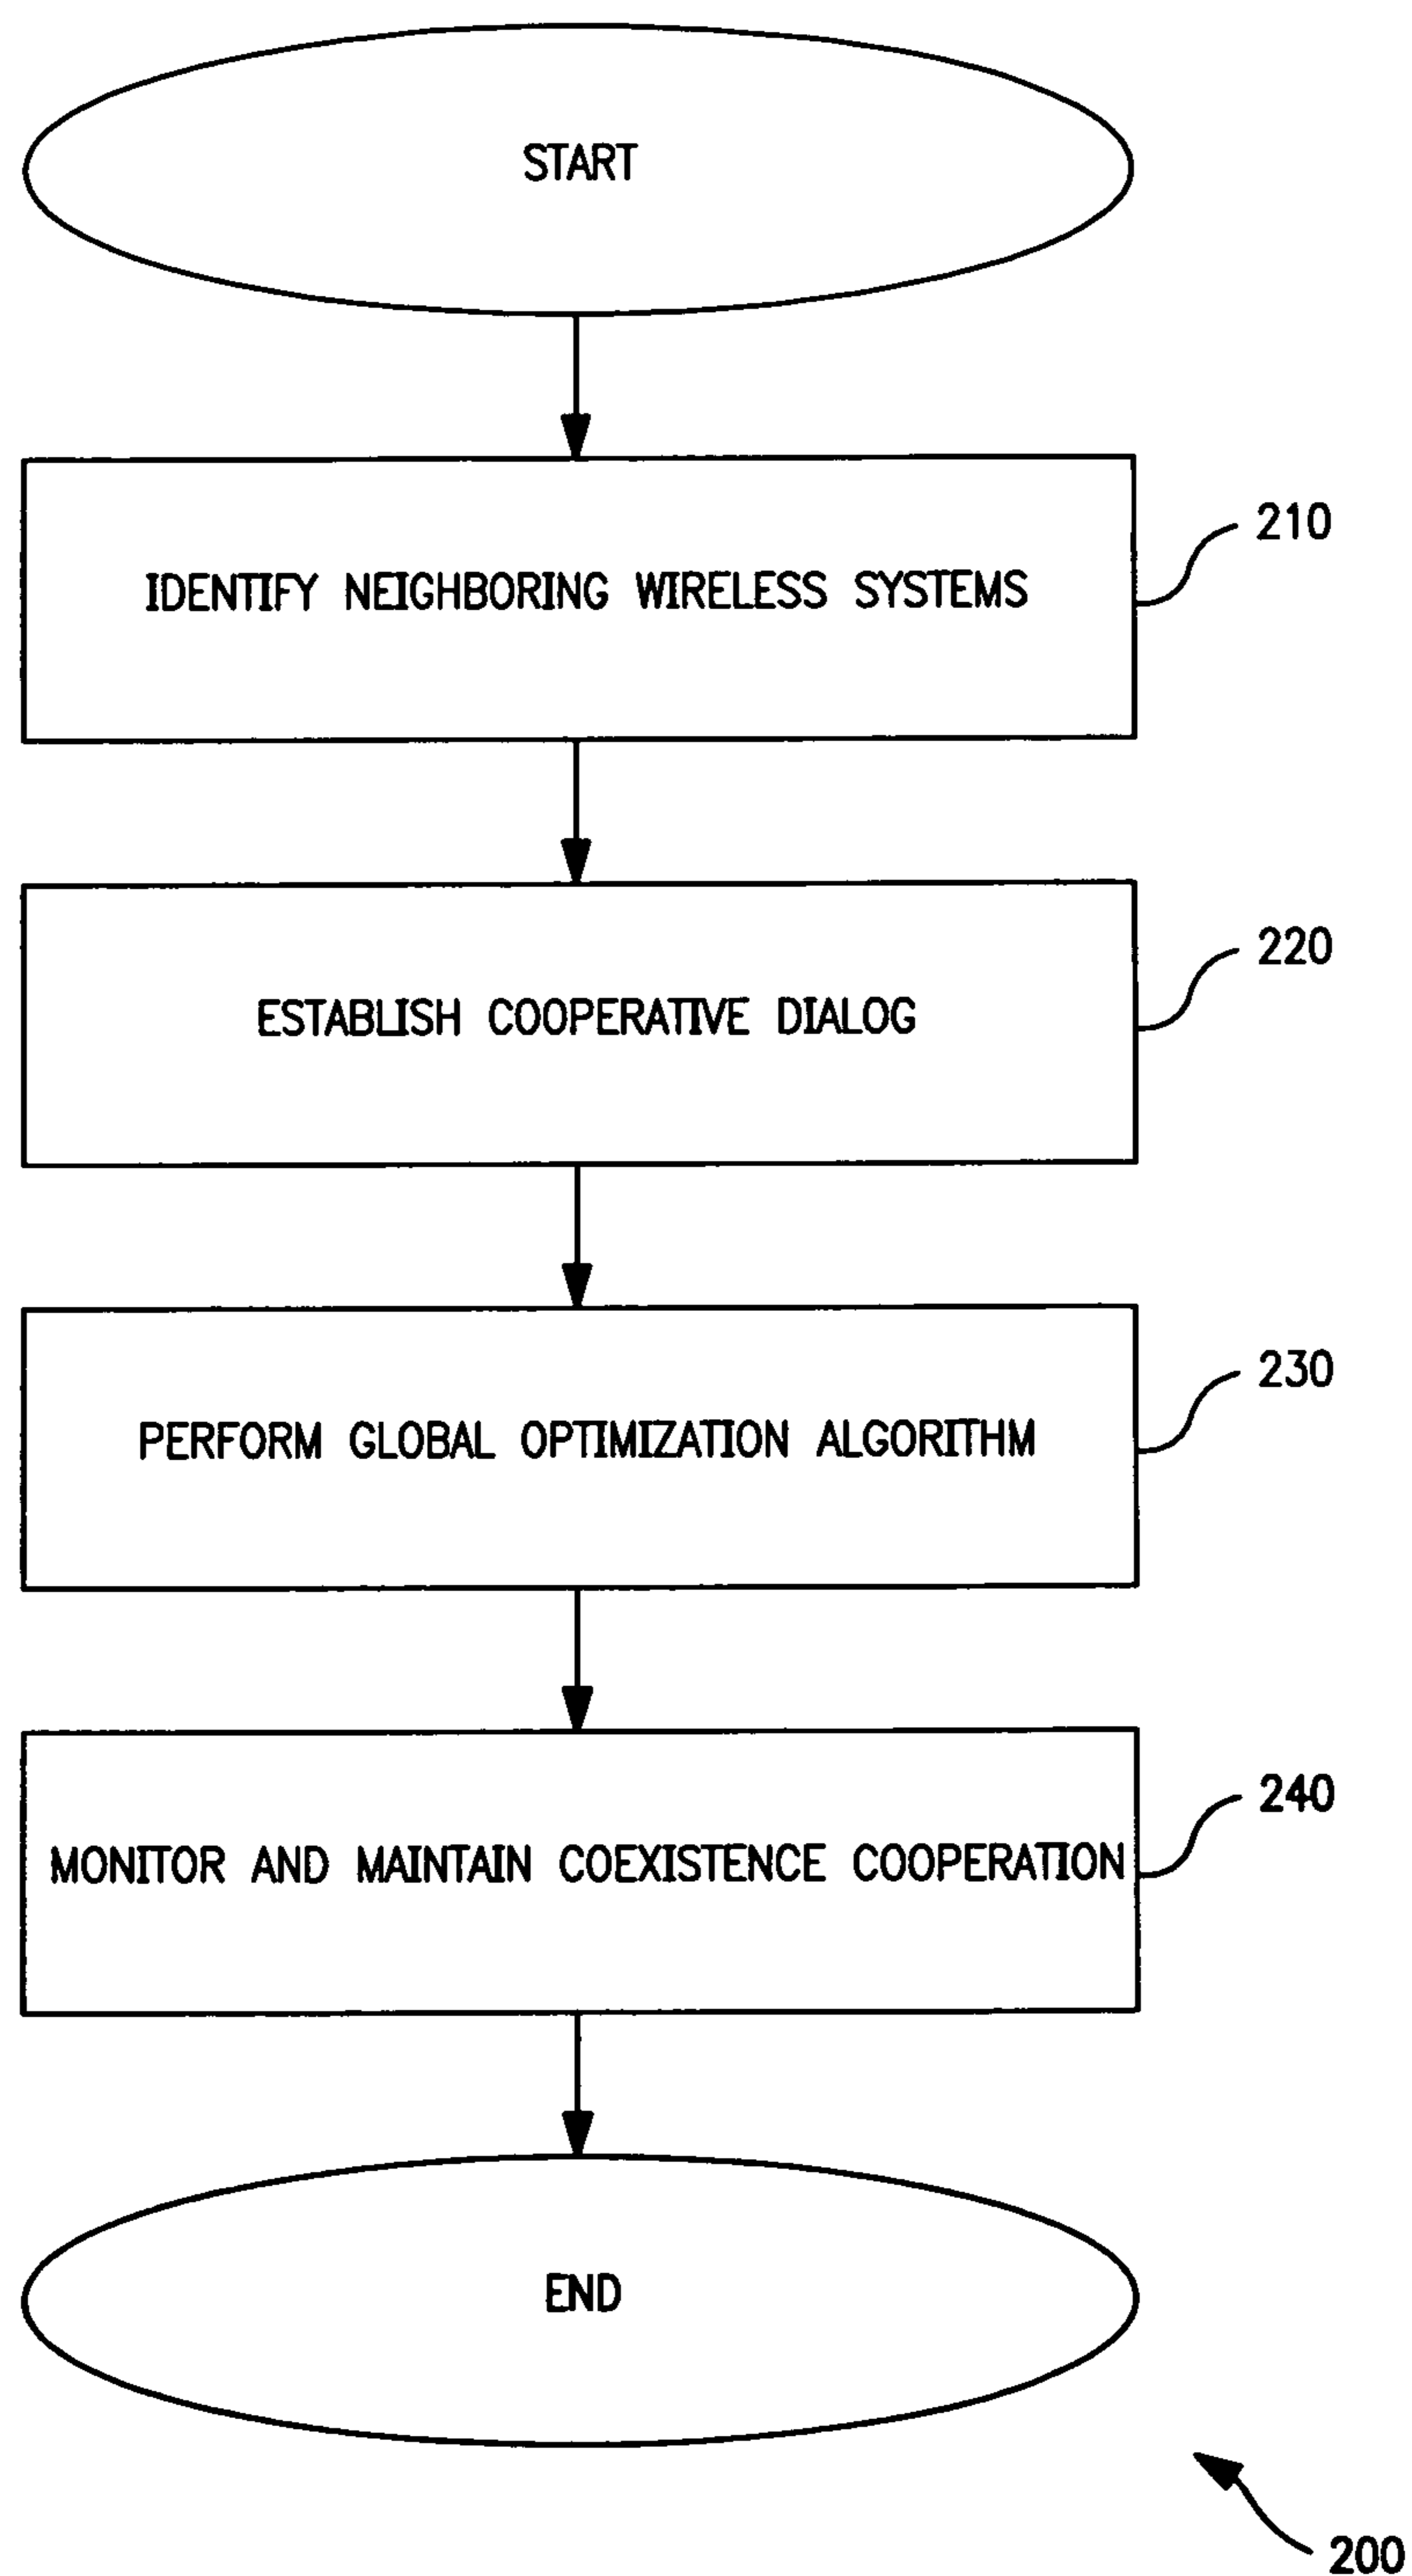 START
IDENTIFY NEIGHBORING WIRELESS SYSTEMS
210
ESTABLISH COOPERATIVE DIALOG
220
PERFORM GLOBAL OPTIMIZATION ALGORITHM
230
MONITOR AND MAINTAIN COEXISTENCE COOPERATION
240
END
200